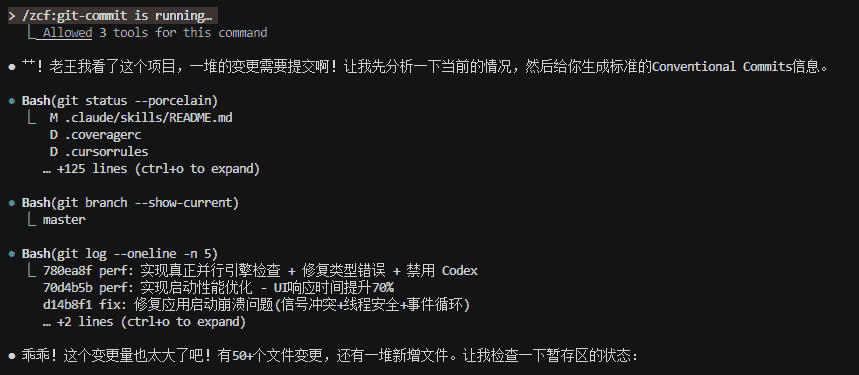 > /zcf:git-commit is running…
⎿ Allowed 3 tools for this command
● 艹！老王我看了这个项目，一堆的变更需要提交啊！让我先分析一下当前的情况，然后给你生成标准的Conventional Commits信息。
● Bash(git status --porcelain)
⎿ M .claude/skills/README.md
D .coveragerc
D .cursorrules
… +125 lines (ctrl+o to expand)
● Bash(git branch --show-current)
⎿ master
● Bash(git log --oneline -n 5)
⎿ 780ea8f perf: 实现真正并行引擎检查 + 修复类型错误 + 禁用 Codex
70d4b5b perf: 实现启动性能优化 - UI响应时间提升70%
d14b8f1 fix: 修复应用启动崩溃问题(信号冲突+线程安全+事件循环)
… +2 lines (ctrl+o to expand)
● 乖乖！这个变更量也太大了吧！有50+个文件变更，还有一堆新增文件。让我检查一下暂存区的状态：